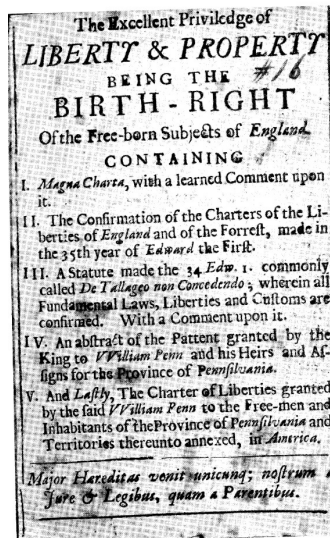 The Excellent Priviledge of
LIBERTY & PROPERTY
BEING THE
#16
BIRTH-RIGHT
Of the Free-born Subjects of England
CONTAINING
I. Magna Charta, with a learned Comment upon
it.
II. The Confirmation of the Charters of the Li-
berties of England and of the Forrest, made in
the 35th year of Edward the First.
III. A Statute made the 34 Edw. 1. commonly
called De Tallageo non Concedendo; wherein all
Fundamental Laws, Liberties and Customs are
confirmed. With a Comment upon it.
IV. An abstract of the Pattent granted by the
King to VVilliam Penn and his Heirs and As-
signs for the Province of Pennsilvania.
V. And Lastly, The Charter of Liberties granted
by the said VVilliam Penn to the Free-men and
Inhabitants of the Province of Pennsilvania and
Territories thereunto annexed, in America.
Major Hæreditas venit unicunq; nostrum a
Jure & Legibus, quam a Parentibus.